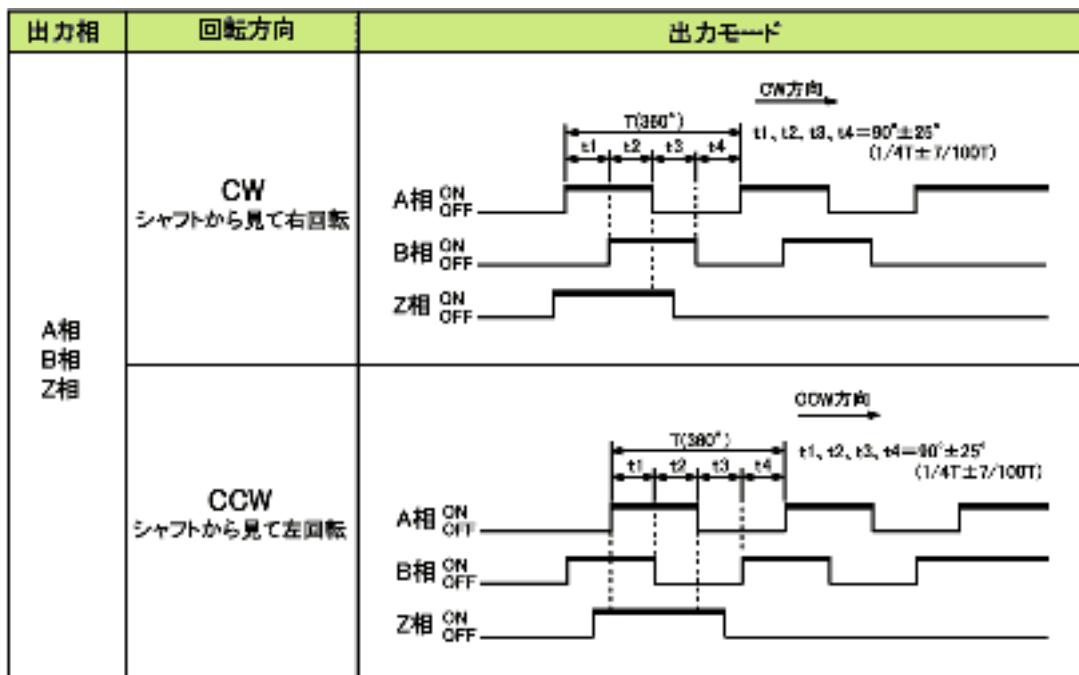 出力相 回転方向 出力モード
A相
B相
Z相
CW
シャフトから見て右回転
CW方向
T(360°)
t1 t2 t3 t4
t1、t2、t3、t4=90°±25°
(1/4T±7/100T)
A相 ON
OFF
B相 ON
OFF
Z相 ON
OFF
CCW
シャフトから見て左回転
CCW方向
T(360°)
t1 t2 t3 t4
t1、t2、t3、t4=90°±25°
(1/4T±7/100T)
A相 ON
OFF
B相 ON
OFF
Z相 ON
OFF